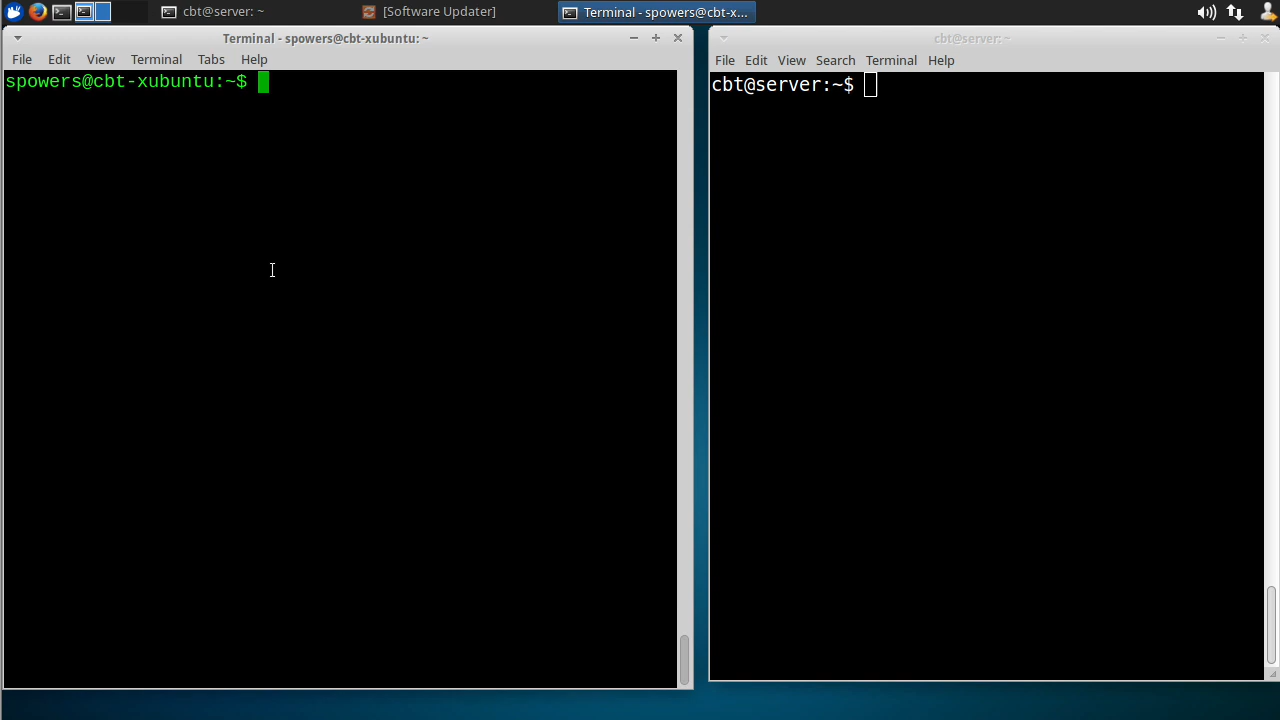 cbt@server: ~
[Software Updater]
Terminal - spowers@cbt-x...
Terminal - spowers@cbt-xubuntu: ~
File Edit View Terminal Tabs Help
spowers@cbt-xubuntu:~$
cbt@server: ~
File Edit View Search Terminal Help
cbt@server:~$